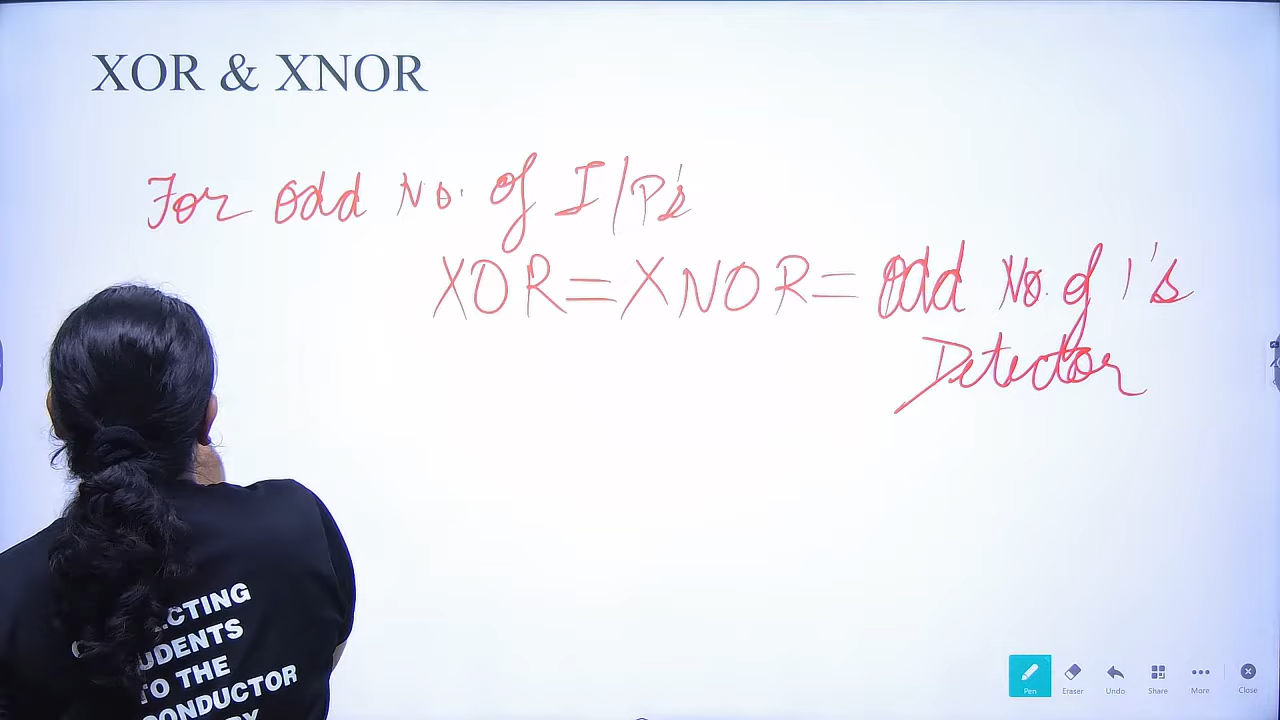 XOR & XNOR
For Odd No. of I/P's
XOR = XNOR = Odd No. of 1's
Detector
CTING
UDENTS
TO THE
CONDUCTOR
Pen Eraser Undo Share More Close